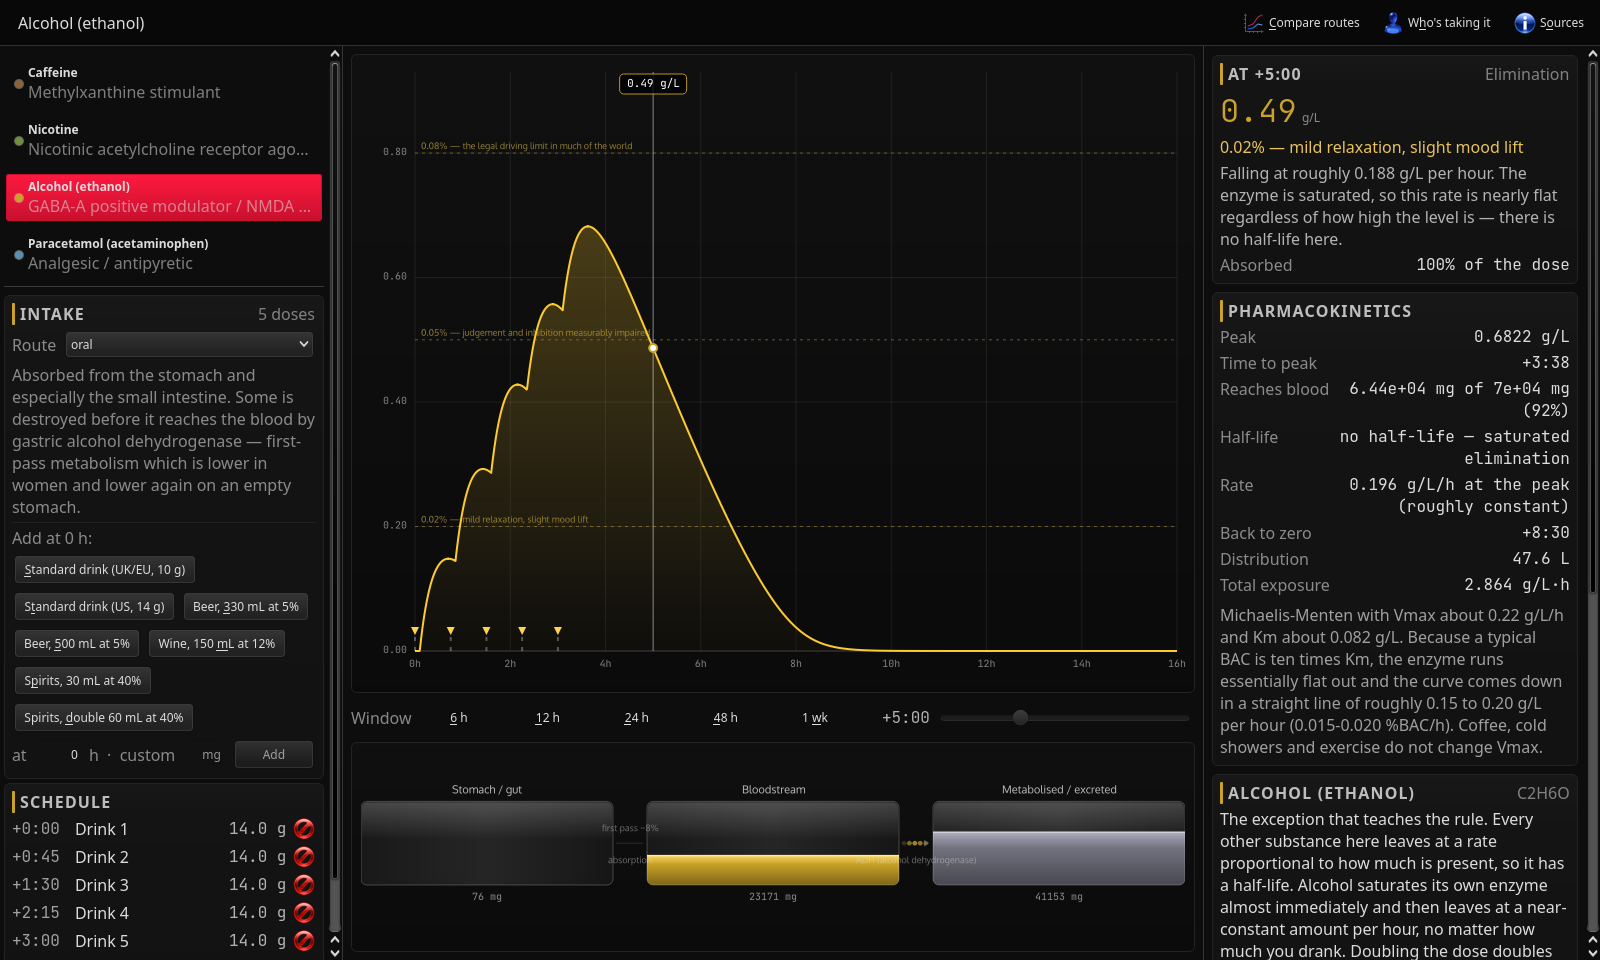 Alcohol (ethanol)
Compare routes
Who's taking it
Sources
Caffeine
Methylxanthine stimulant
Nicotine
Nicotinic acetylcholine receptor ago...
Alcohol (ethanol)
GABA-A positive modulator / NMDA ...
Paracetamol (acetaminophen)
Analgesic / antipyretic
INTAKE
5 doses
Route
oral
Absorbed from the stomach and
especially the small intestine. Some is
destroyed before it reaches the blood by
gastric alcohol dehydrogenase — first-
pass metabolism which is lower in
women and lower again on an empty
stomach.
Add at 0 h:
Standard drink (UK/EU, 10 g)
Standard drink (US, 14 g)
Beer, 330 mL at 5%
Beer, 500 mL at 5%
Wine, 150 mL at 12%
Spirits, 30 mL at 40%
Spirits, double 60 mL at 40%
at 0 h · custom mg Add
SCHEDULE
+0:00 Drink 1 14.0 g
+0:45 Drink 2 14.0 g
+1:30 Drink 3 14.0 g
+2:15 Drink 4 14.0 g
+3:00 Drink 5 14.0 g
0.49 g/L
0.80
0.08% — the legal driving limit in much of the world
0.60
0.05% — judgement and inhibition measurably impaired
0.40
0.20
0.02% — mild relaxation, slight mood lift
0.00
0h 2h 4h 6h 8h 10h 12h 14h 16h
Window 6 h 12 h 24 h 48 h 1 wk +5:00
Stomach / gut
Bloodstream
Metabolised / excreted
first pass ~8%
absorption
ADH (alcohol dehydrogenase)
76 mg
23171 mg
41153 mg
AT +5:00
Elimination
0.49 g/L
0.02% — mild relaxation, slight mood lift
Falling at roughly 0.188 g/L per hour. The
enzyme is saturated, so this rate is nearly flat
regardless of how high the level is — there is
no half-life here.
Absorbed 100% of the dose
PHARMACOKINETICS
Peak 0.6822 g/L
Time to peak +3:38
Reaches blood 6.44e+04 mg of 7e+04 mg
(92%)
Half-life no half-life — saturated
elimination
Rate 0.196 g/L/h at the peak
(roughly constant)
Back to zero +8:30
Distribution 47.6 L
Total exposure 2.864 g/L·h
Michaelis-Menten with Vmax about 0.22 g/L/h
and Km about 0.082 g/L. Because a typical
BAC is ten times Km, the enzyme runs
essentially flat out and the curve comes down
in a straight line of roughly 0.15 to 0.20 g/L
per hour (0.015-0.020 %BAC/h). Coffee, cold
showers and exercise do not change Vmax.
ALCOHOL (ETHANOL)
C2H6O
The exception that teaches the rule. Every
other substance here leaves at a rate
proportional to how much is present, so it has
a half-life. Alcohol saturates its own enzyme
almost immediately and then leaves at a near-
constant amount per hour, no matter how
much you drank. Doubling the dose doubles